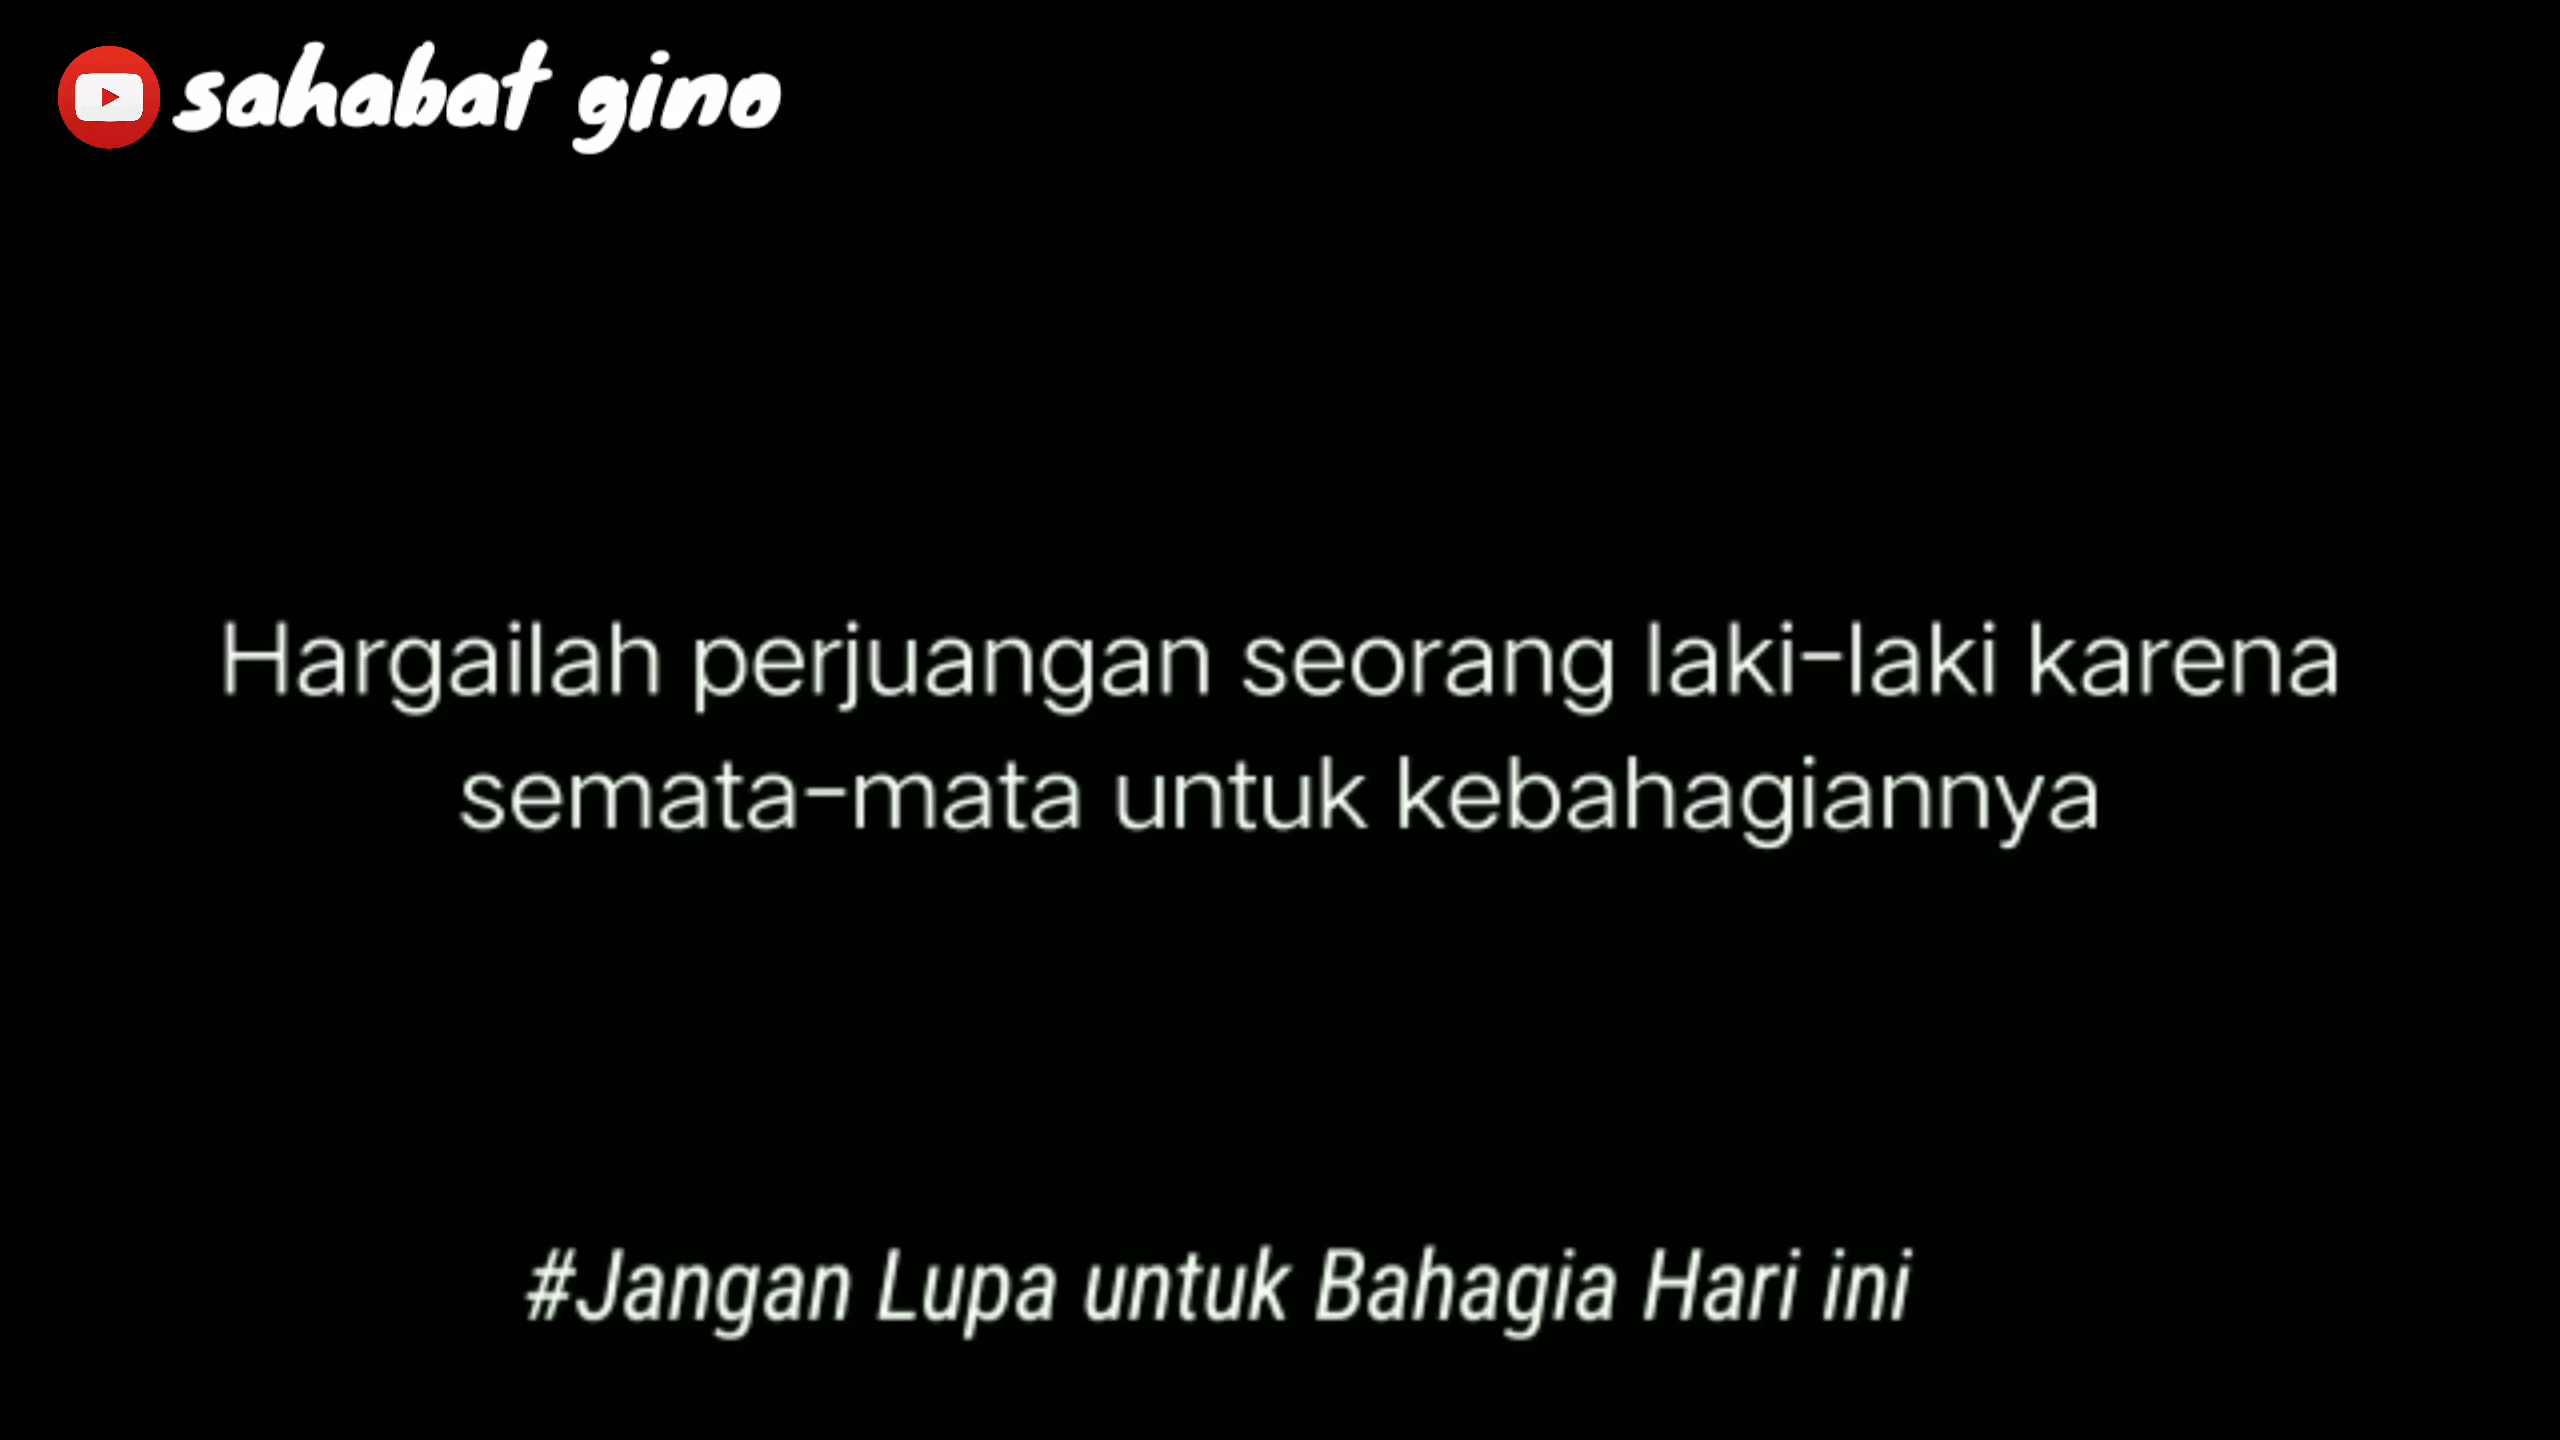 sahabat gino
Hargailah perjuangan seorang laki-laki karena
semata-mata untuk kebahagiannya
#Jangan Lupa untuk Bahagia Hari ini